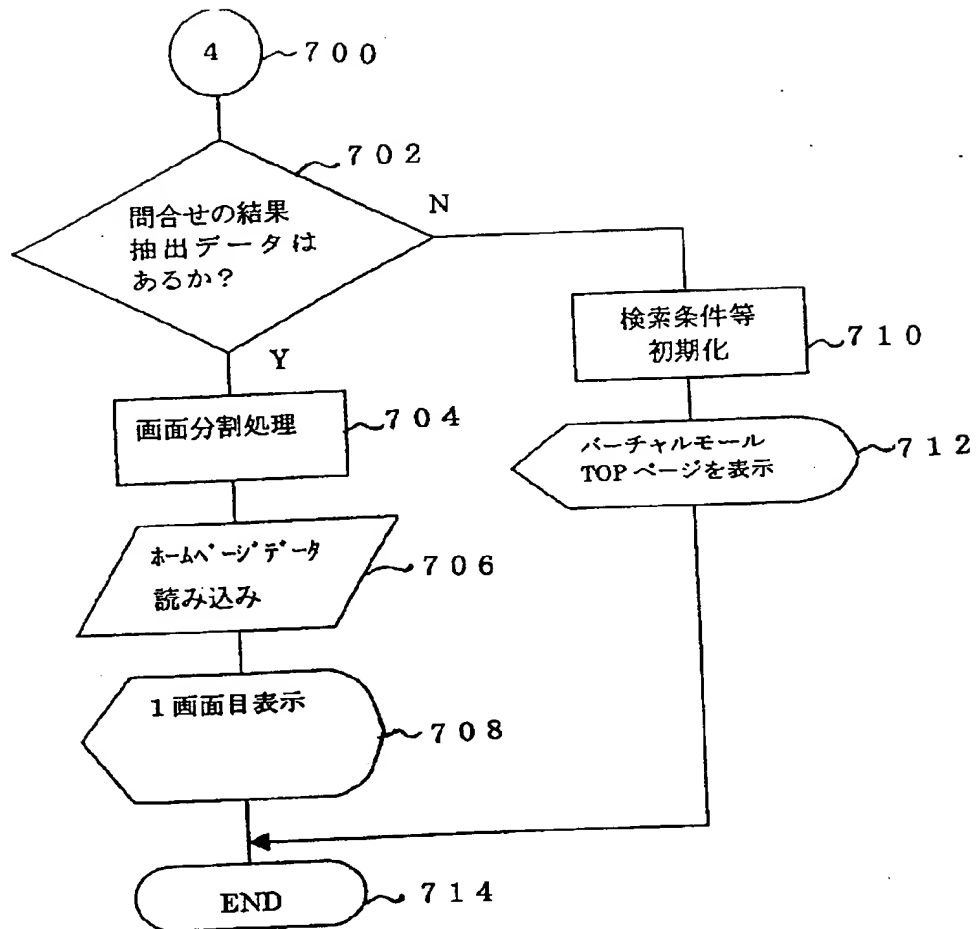 4
７００
７０２
問合せの結果
抽出データは
あるか？
N
Y
検索条件等
初期化
７１０
画面分割処理
７０４
バーチャルモール
TOPページを表示
７１２
ﾎｰﾑﾍﾟｰｼﾞﾃﾞｰﾀ
読み込み
７０６
1画面目表示
７０８
END
７１４